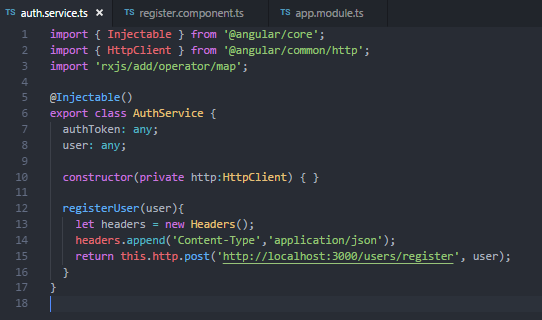 TS auth.service.ts × TS register.component.ts TS app.module.ts
1 import { Injectable } from '@angular/core';
2 import { HttpClient } from '@angular/common/http';
3 import 'rxjs/add/operator/map';
4
5 @Injectable()
6 export class AuthService {
7 authToken: any;
8 user: any;
9
10 constructor(private http:HttpClient) { }
11
12 registerUser(user){
13 let headers = new Headers();
14 headers.append('Content-Type','application/json');
15 return this.http.post('http://localhost:3000/users/register', user);
16 }
17 }
18